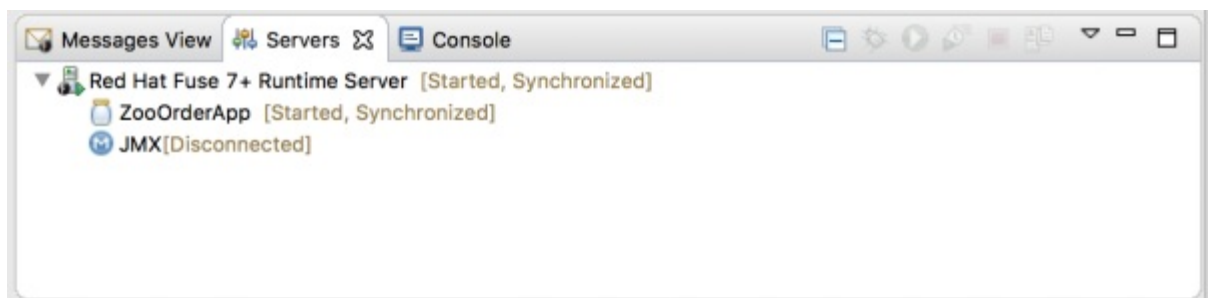 Messages View Servers Console
Red Hat Fuse 7+ Runtime Server [Started, Synchronized]
ZooOrderApp [Started, Synchronized]
JMX[Disconnected]